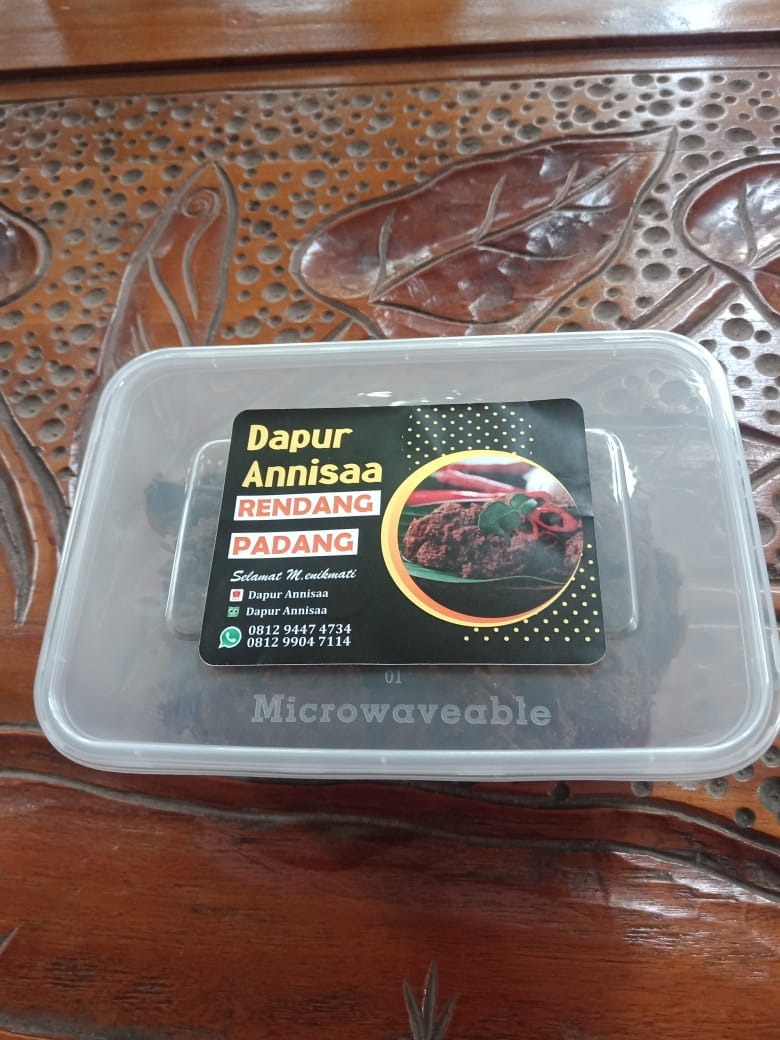 Dapur
Annisaa
RENDANG
PADANG
Selamat M.enikmati
Dapur Annisaa
Dapur Annisaa
0812 9447 4734
0812 9904 7114
01
Microwaveable